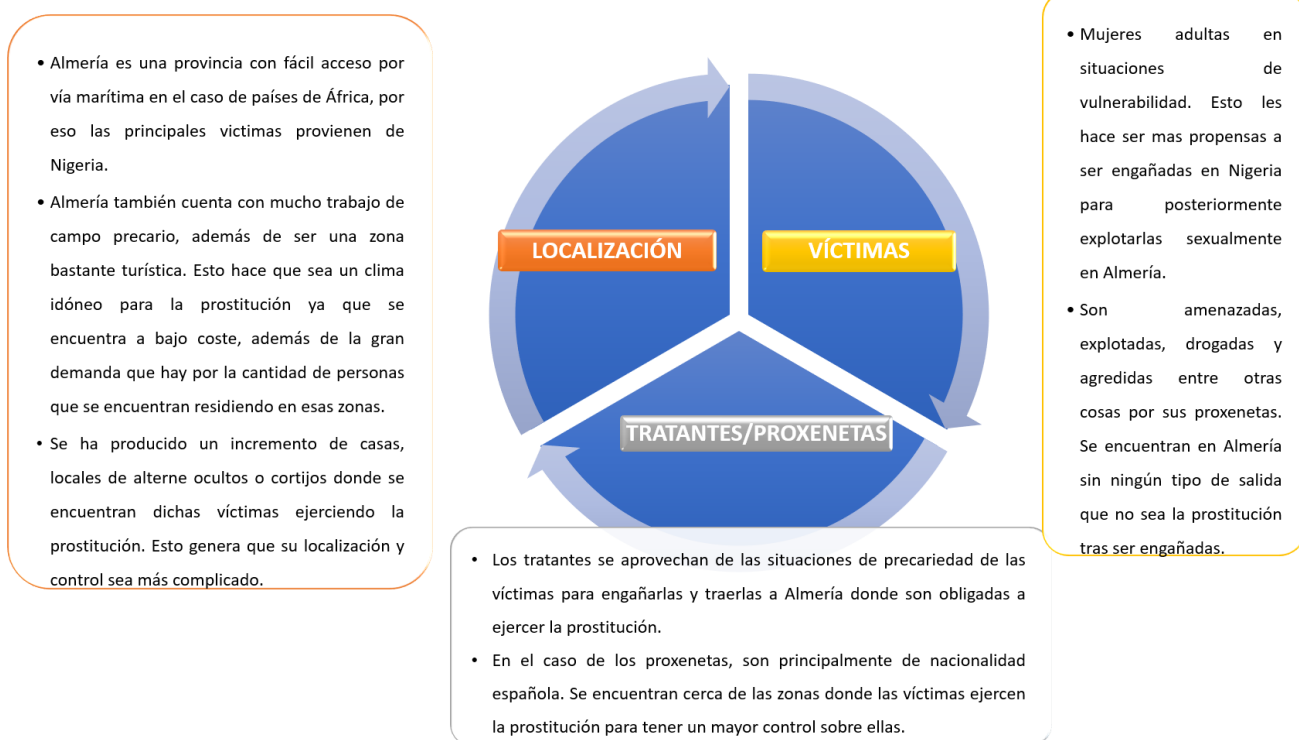 • Almería es una provincia con fácil acceso por
vía marítima en el caso de países de África, por
eso las principales victimas provienen de
Nigeria.
• Almería también cuenta con mucho trabajo de
campo precario, además de ser una zona
bastante turística. Esto hace que sea un clima
idóneo para la prostitución ya que se
encuentra a bajo coste, además de la gran
demanda que hay por la cantidad de personas
que se encuentran residiendo en esas zonas.
• Se ha producido un incremento de casas,
locales de alterne ocultos o cortijos donde se
encuentran dichas víctimas ejerciendo la
prostitución. Esto genera que su localización y
control sea más complicado.
LOCALIZACIÓN
VÍCTIMAS
TRATANTES/PROXENETAS
• Mujeres adultas en
situaciones de
vulnerabilidad. Esto les
hace ser mas propensas a
ser engañadas en Nigeria
para posteriormente
explotarlas sexualmente
en Almería.
• Son amenazadas,
explotadas, drogadas y
agredidas entre otras
cosas por sus proxenetas.
Se encuentran en Almería
sin ningún tipo de salida
que no sea la prostitución
tras ser engañadas.
• Los tratantes se aprovechan de las situaciones de precariedad de las
víctimas para engañarlas y traerlas a Almería donde son obligadas a
ejercer la prostitución.
• En el caso de los proxenetas, son principalmente de nacionalidad
española. Se encuentran cerca de las zonas donde las víctimas ejercen
la prostitución para tener un mayor control sobre ellas.